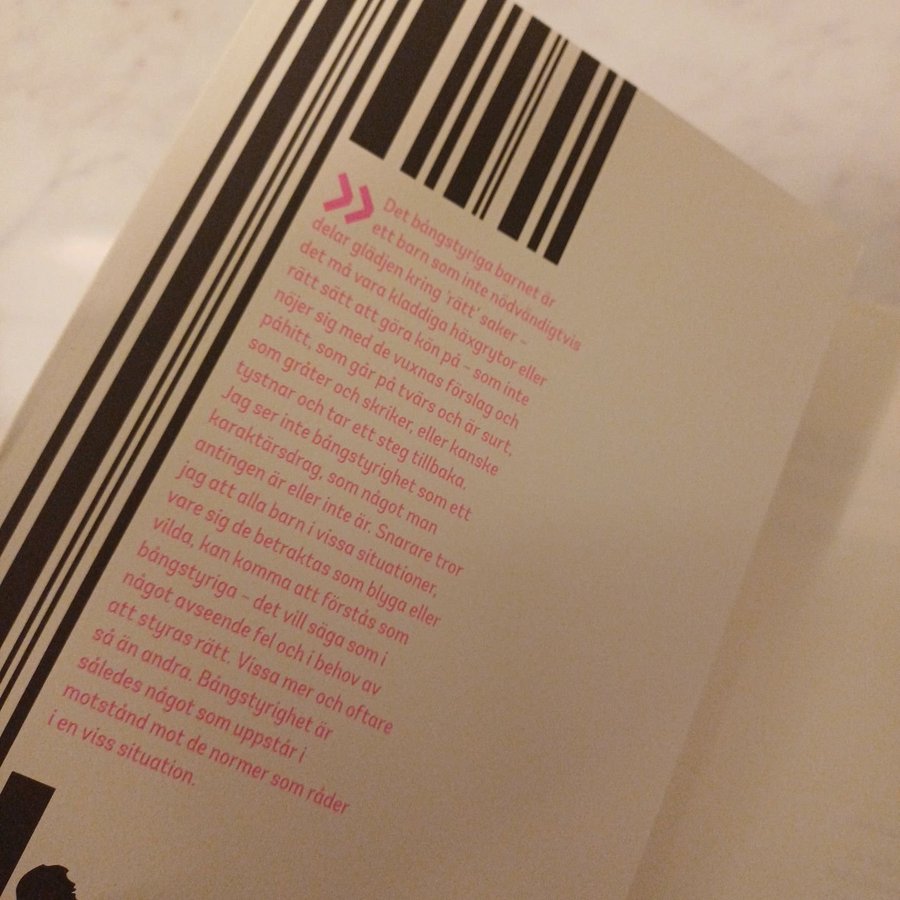 » Det bångstyriga barnet är
ett barn som inte nödvändigtvis
delar glädjen kring 'rätt' saker –
det må vara kladdiga häxgrytor eller
rätt sätt att göra kön på – som inte
nöjer sig med de vuxnas förslag och
påhitt, som går på tvärs och är surt,
som gråter och skriker, eller kanske
tystnar och tar ett steg tillbaka.
Jag ser inte bångstyrighet som ett
karaktärsdrag, som något man
antingen är eller inte är. Snarare tror
jag att alla barn i vissa situationer,
vare sig de betraktas som blyga eller
vilda, kan komma att förstås som
bångstyriga – det vill säga som i
något avseende fel och i behov av
att styras rätt. Vissa mer och oftare
så än andra. Bångstyrighet är
således något som uppstår i
motstånd mot de normer som råder
i en viss situation.